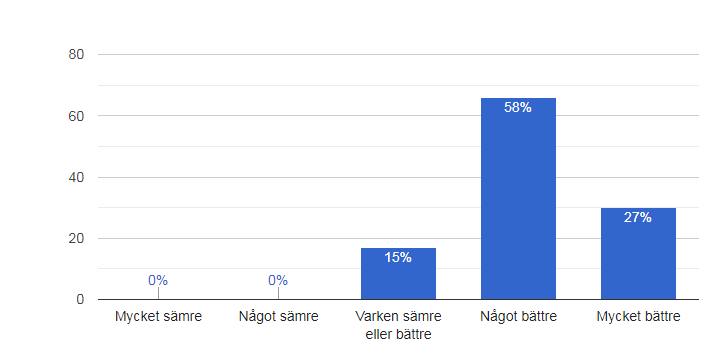 80
60
40
20
0
0%
0%
15%
58%
27%
Mycket sämre
Något sämre
Varken sämre
eller bättre
Något bättre
Mycket bättre